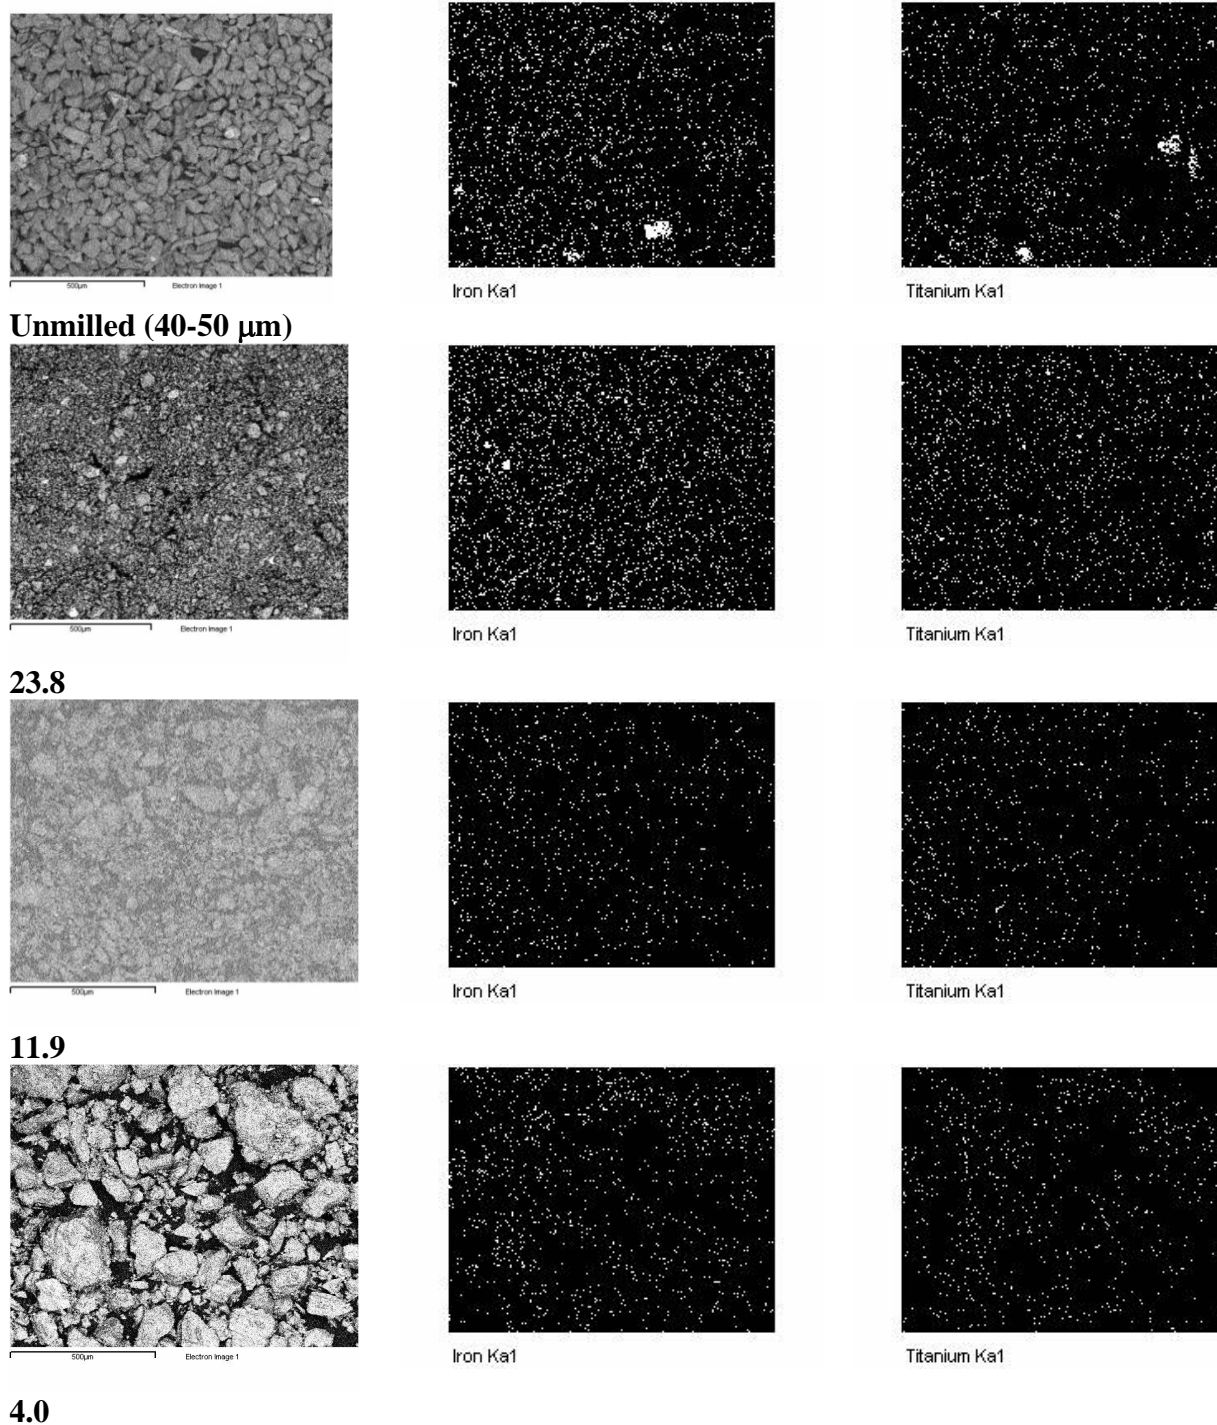 500µm Electron Image 1
Iron Ka1
Titanium Ka1
Unmilled (40-50 µm)
500µm Electron Image 1
Iron Ka1
Titanium Ka1
23.8
500µm Electron Image 1
Iron Ka1
Titanium Ka1
11.9
500µm Electron Image 1
Iron Ka1
Titanium Ka1
4.0